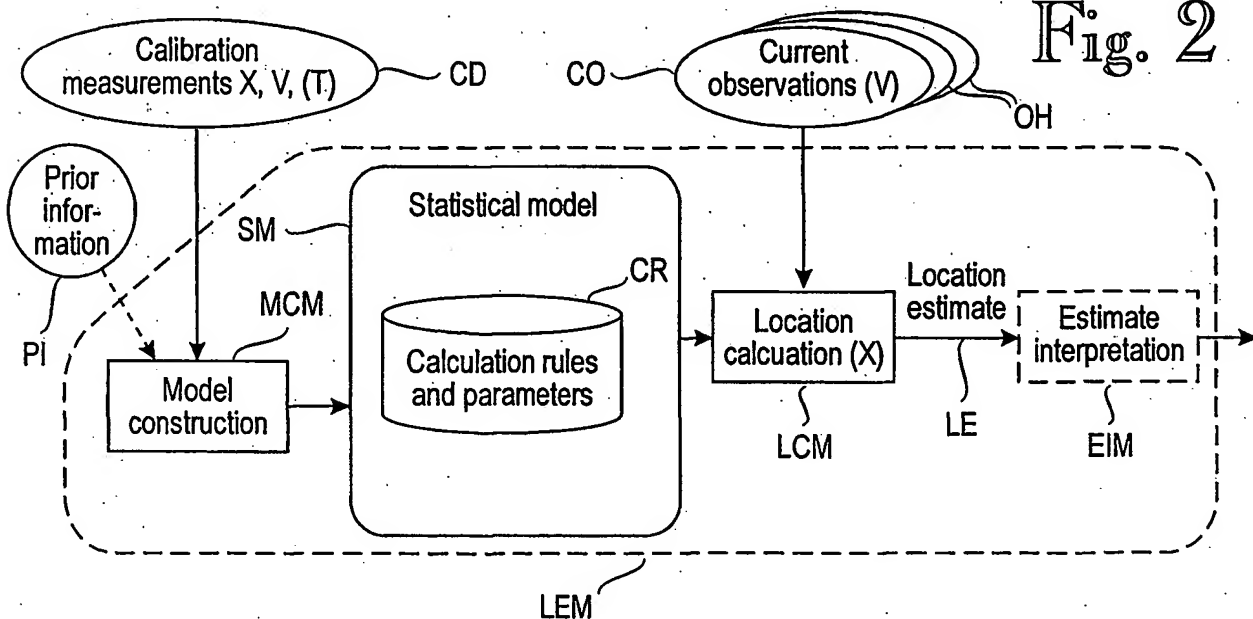 Fig. 2
Calibration
measurements X, V, (T)
CD
CO
Current
observations (V)
OH
Prior
infor-
mation
PI
SM
Statistical model
MCM
CR
Model
construction
Calculation rules
and parameters
Location
calcuation (X)
LCM
Location
estimate
LE
Estimate
interpretation
EIM
LEM